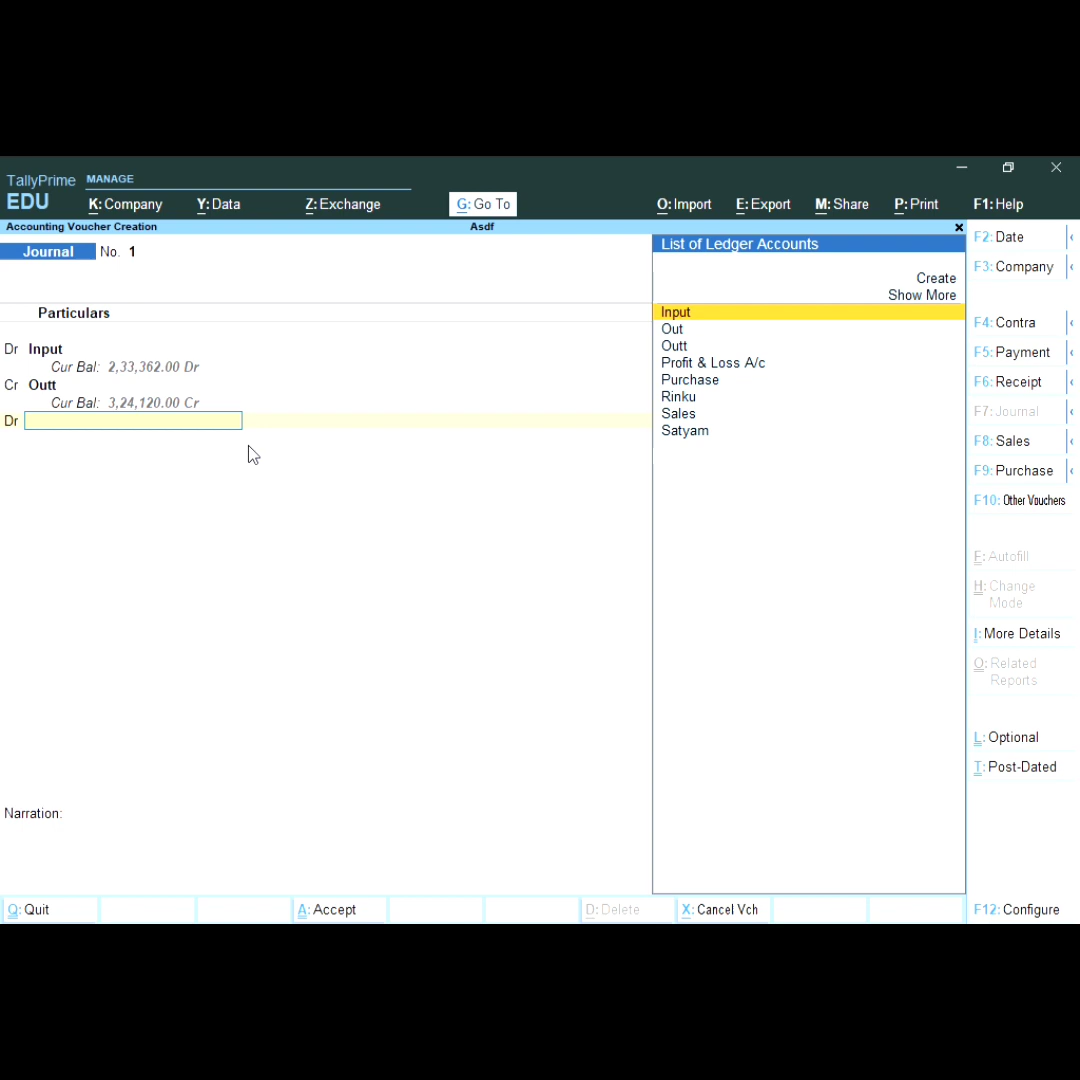 TallyPrime MANAGE
EDU K: Company Y: Data Z: Exchange G: Go To O: Import E: Export M: Share P: Print F1: Help
Accounting Voucher Creation Asdf
Journal No. 1
Particulars
Dr Input
Cur Bal: 2,33,362.00 Dr
Cr Outt
Cur Bal: 3,24,120.00 Cr
Dr
Narration:
List of Ledger Accounts
Create
Show More
Input
Out
Outt
Profit & Loss A/c
Purchase
Rinku
Sales
Satyam
F2: Date
F3: Company
F4: Contra
F5: Payment
F6: Receipt
F7: Journal
F8: Sales
F9: Purchase
F10: Other Vouchers
E: Autofill
H: Change
Mode
I: More Details
O: Related
Reports
L: Optional
T: Post-Dated
Q: Quit A: Accept D: Delete X: Cancel Vch F12: Configure